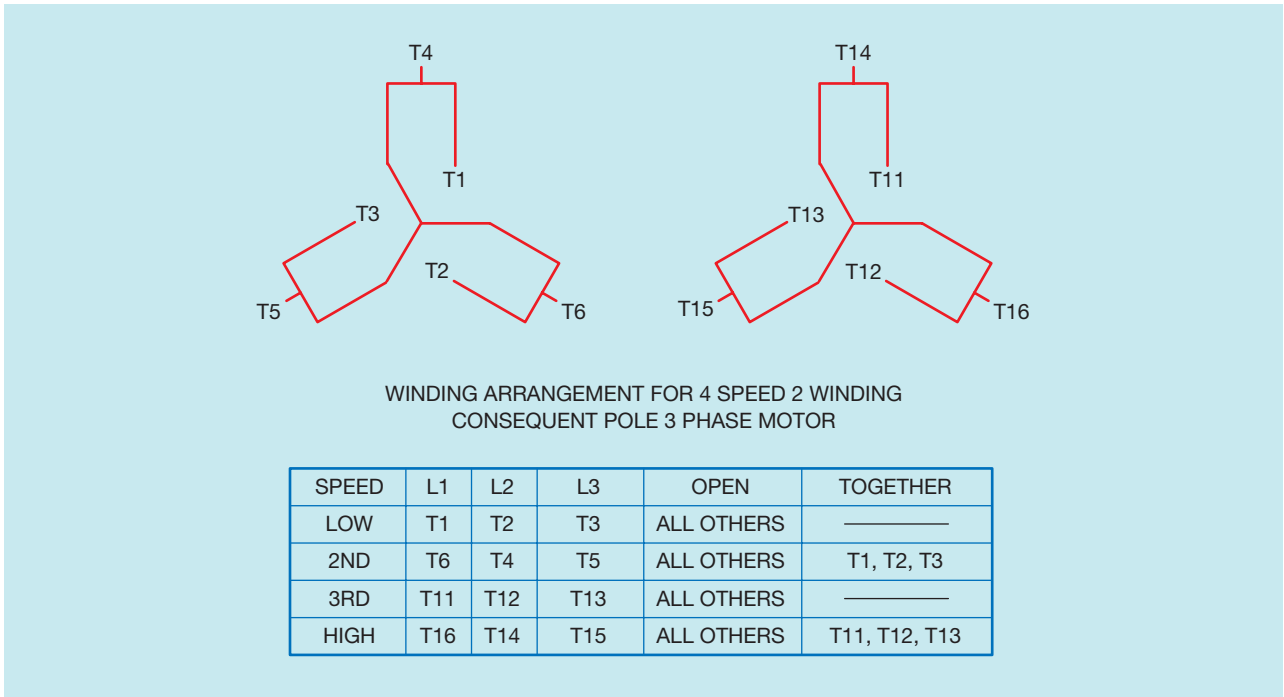 T4 T14
T1 T11
T3 T13
T2 T12
T5 T6 T15 T16
WINDING ARRANGEMENT FOR 4 SPEED 2 WINDING
CONSEQUENT POLE 3 PHASE MOTOR
SPEED L1 L2 L3 OPEN TOGETHER
LOW T1 T2 T3 ALL OTHERS ———
2ND T6 T4 T5 ALL OTHERS T1, T2, T3
3RD T11 T12 T13 ALL OTHERS ———
HIGH T16 T14 T15 ALL OTHERS T11, T12, T13